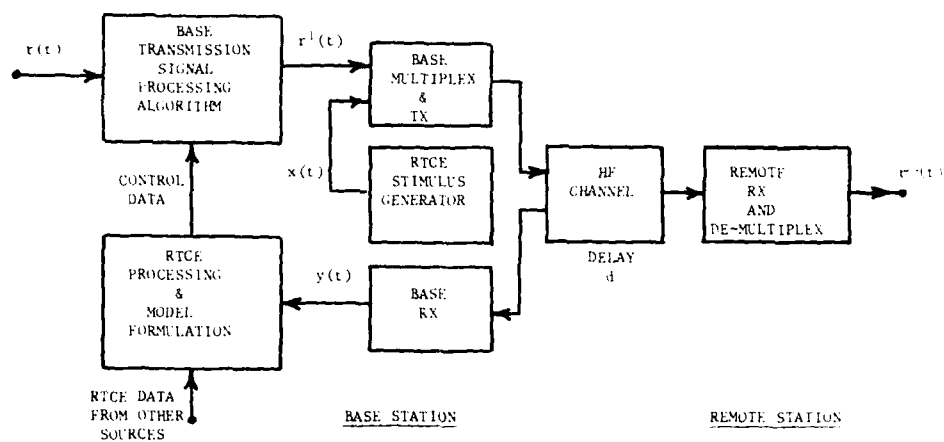 r(t)
BASE
TRANSMISSION
SIGNAL
PROCESSING
ALGORITHM
r¹(t)
BASE
MULTIPLEX
&
TX
x(t)
RTCE
STIMULUS
GENERATOR
HF
CHANNEL
DELAY
d
REMOTE
RX
AND
DE-MULTIPLEX
CONTROL
DATA
RTCE
PROCESSING
&
MODEL
FORMULATION
y(t)
BASE
RX
RTCE DATA
FROM OTHER
SOURCES
BASE STATION
REMOTE STATION